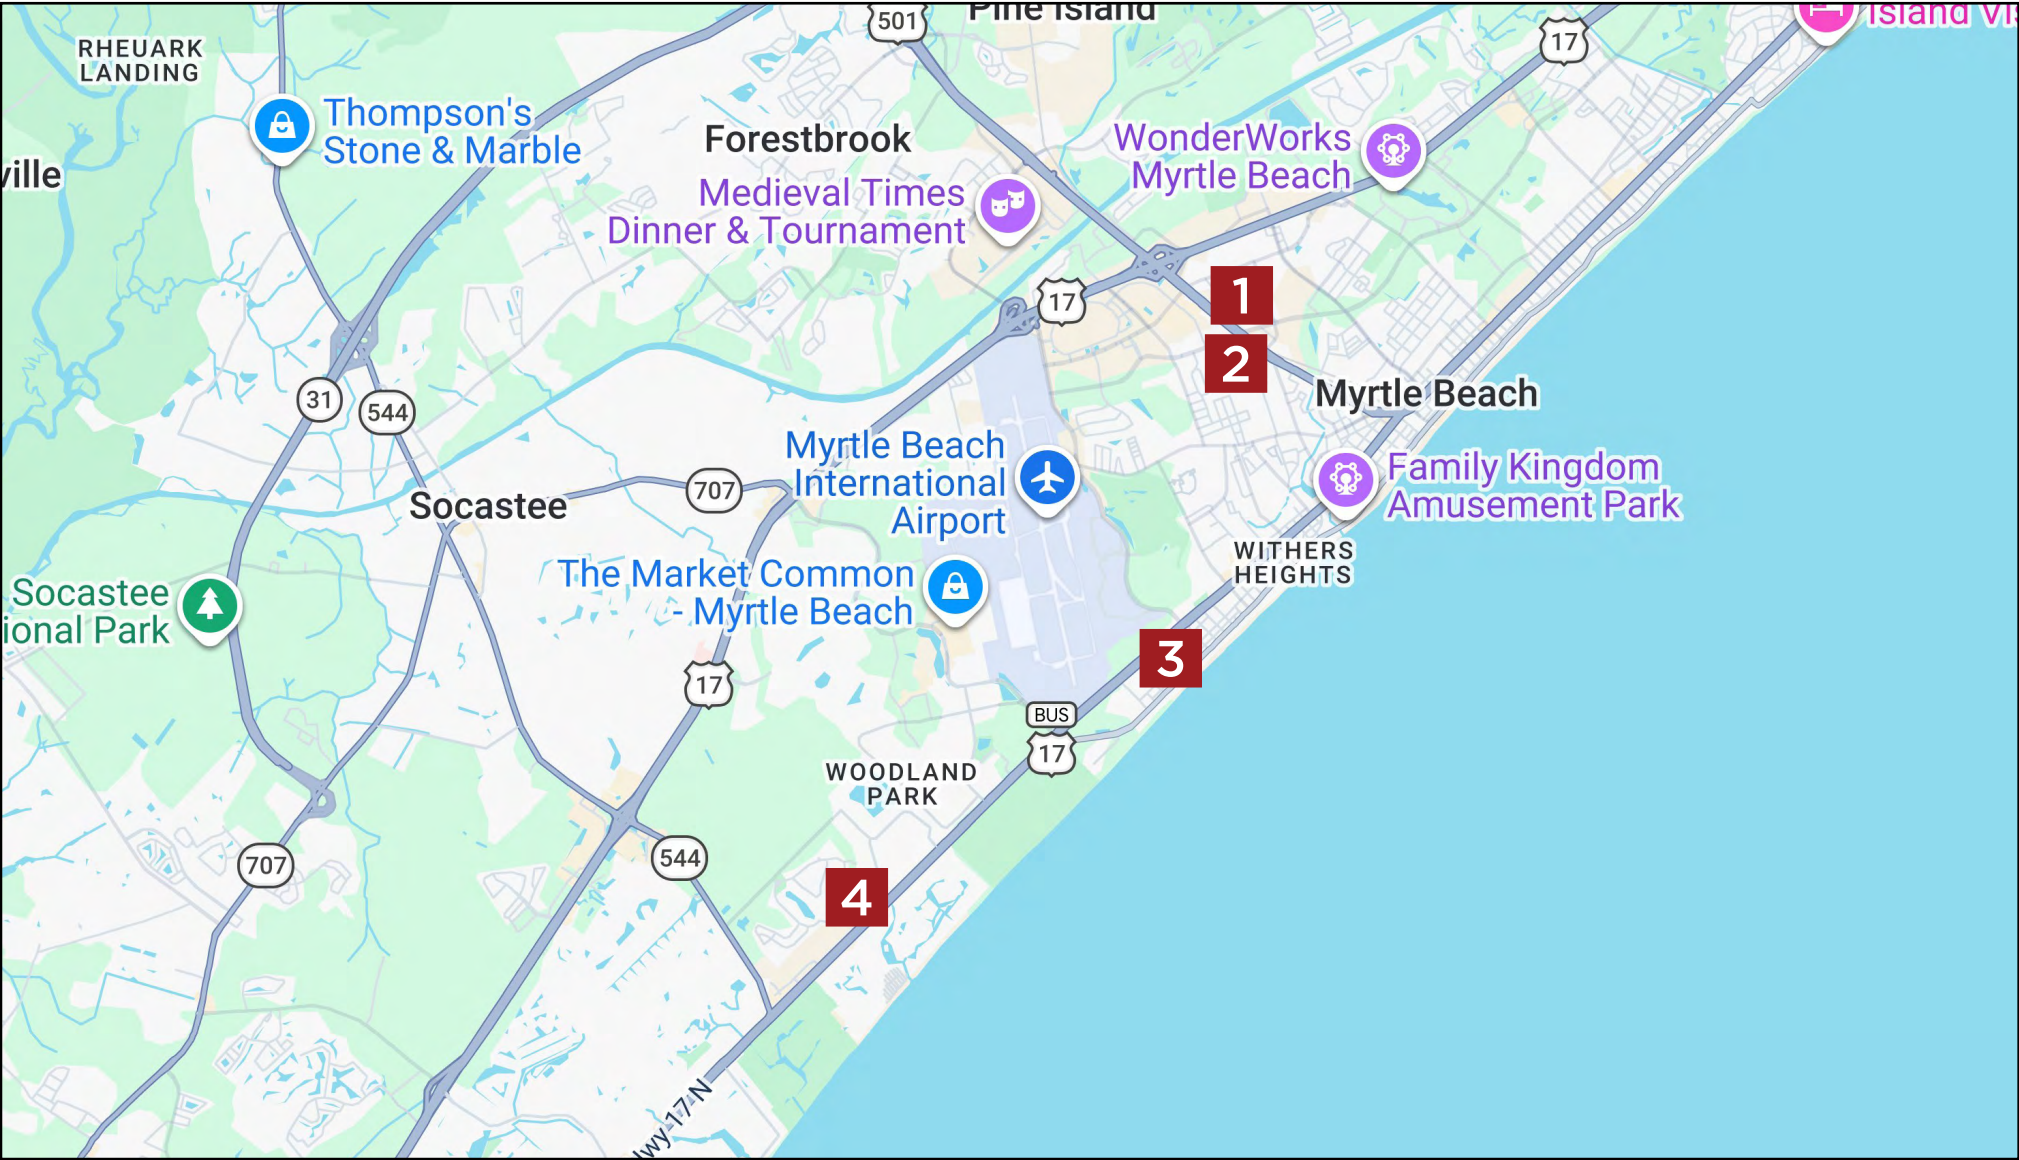 501
Pine Island
Island Vis
RHEUARK
LANDING
17
Thompson's
Stone & Marble
Forestbrook
WonderWorks
Myrtle Beach
ville
Medieval Times
Dinner & Tournament
17
1
2
31
544
Myrtle Beach
Myrtle Beach
International
Airport
Family Kingdom
Amusement Park
707
Socastee
WITHERS
HEIGHTS
The Market Common
- Myrtle Beach
Socastee
ional Park
3
17
BUS
17
WOODLAND
PARK
707
544
4
Hwy 17 N